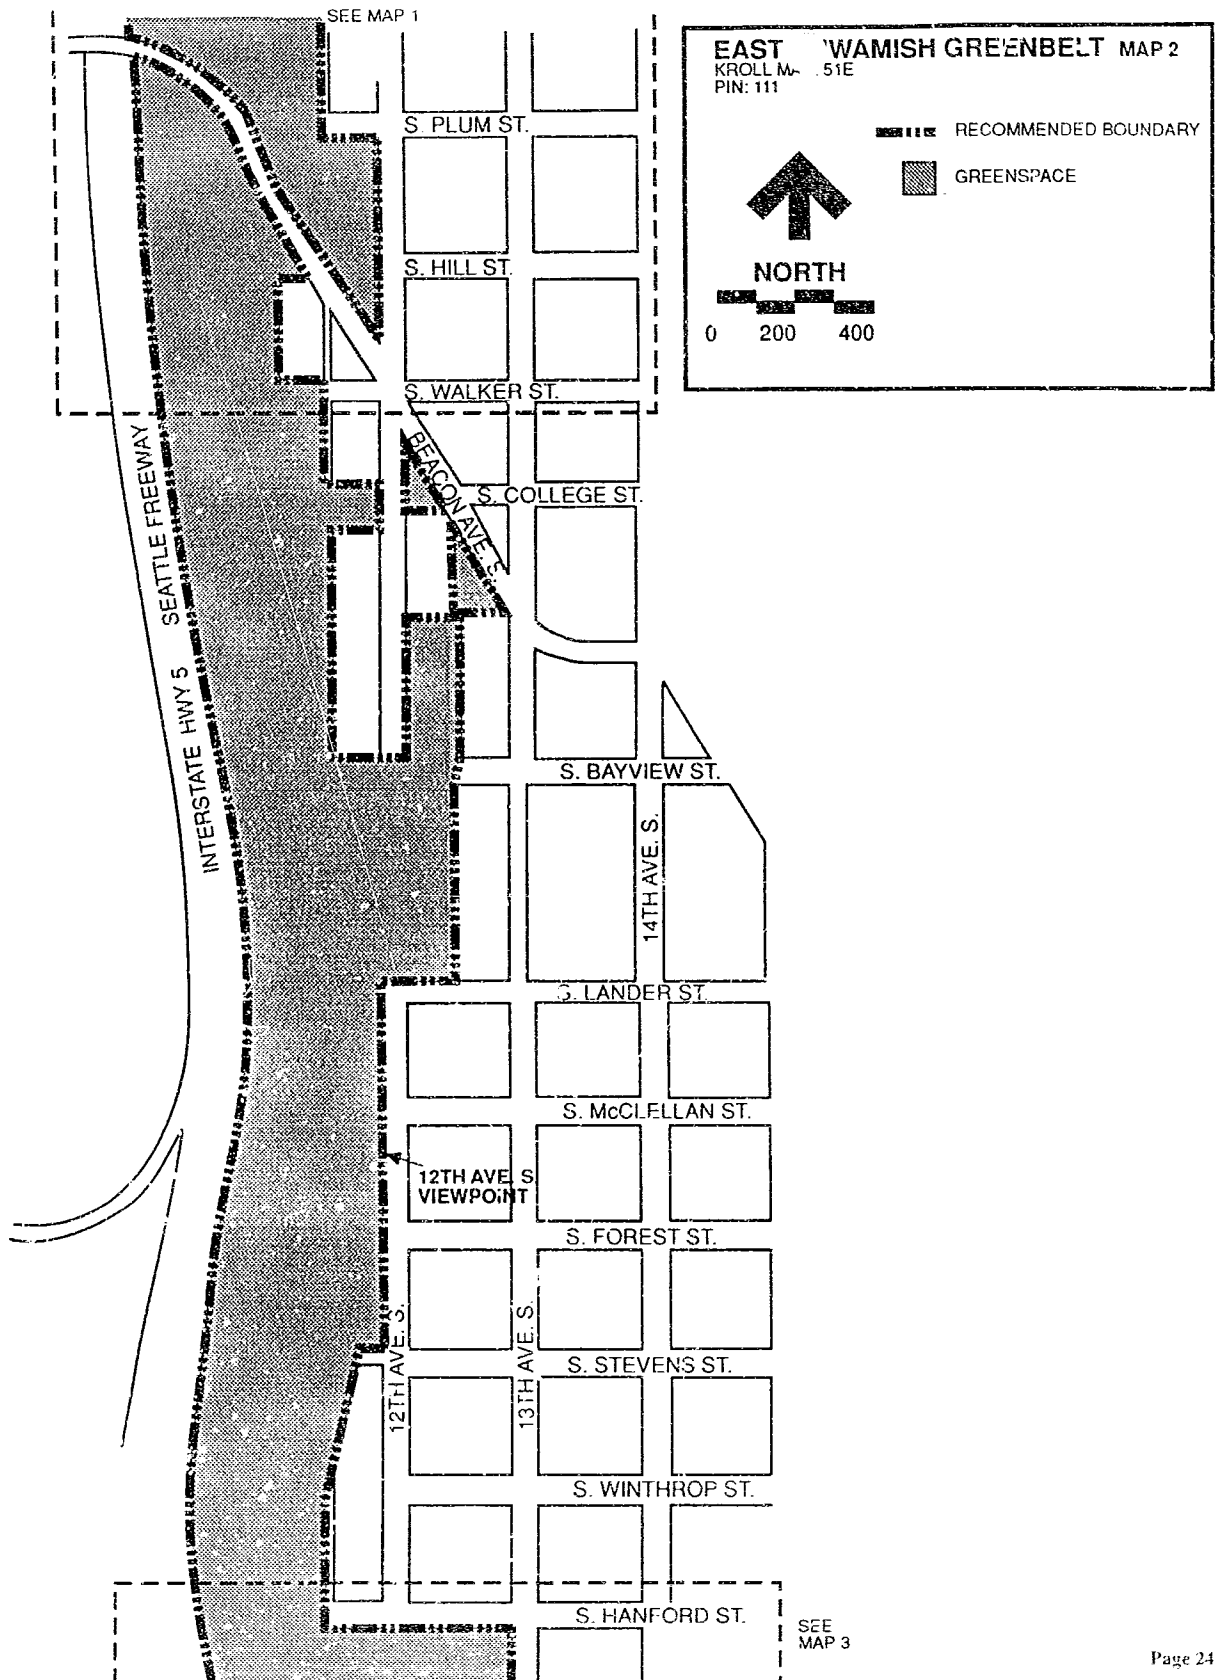 SEE MAP 1
EAST WAMISH GREENBELT MAP 2
KROLL 51E
PIN: 111
RECOMMENDED BOUNDARY
GREENSPACE
NORTH
0 200 400
S. PLUM ST.
S. HILL ST.
S. WALKER ST.
BEACON AVE. S.
S. COLLEGE ST.
SEATTLE FREEWAY
INTERSTATE HWY 5
S. BAYVIEW ST.
14TH AVE. S.
S. LANDER ST.
S. McCLELLAN ST.
12TH AVE. S.
VIEWPOINT
S. FOREST ST.
12TH AVE. S.
13TH AVE. S.
S. STEVENS ST.
S. WINTHROP ST.
S. HANFORD ST.
SEE
MAP 3
Page 24